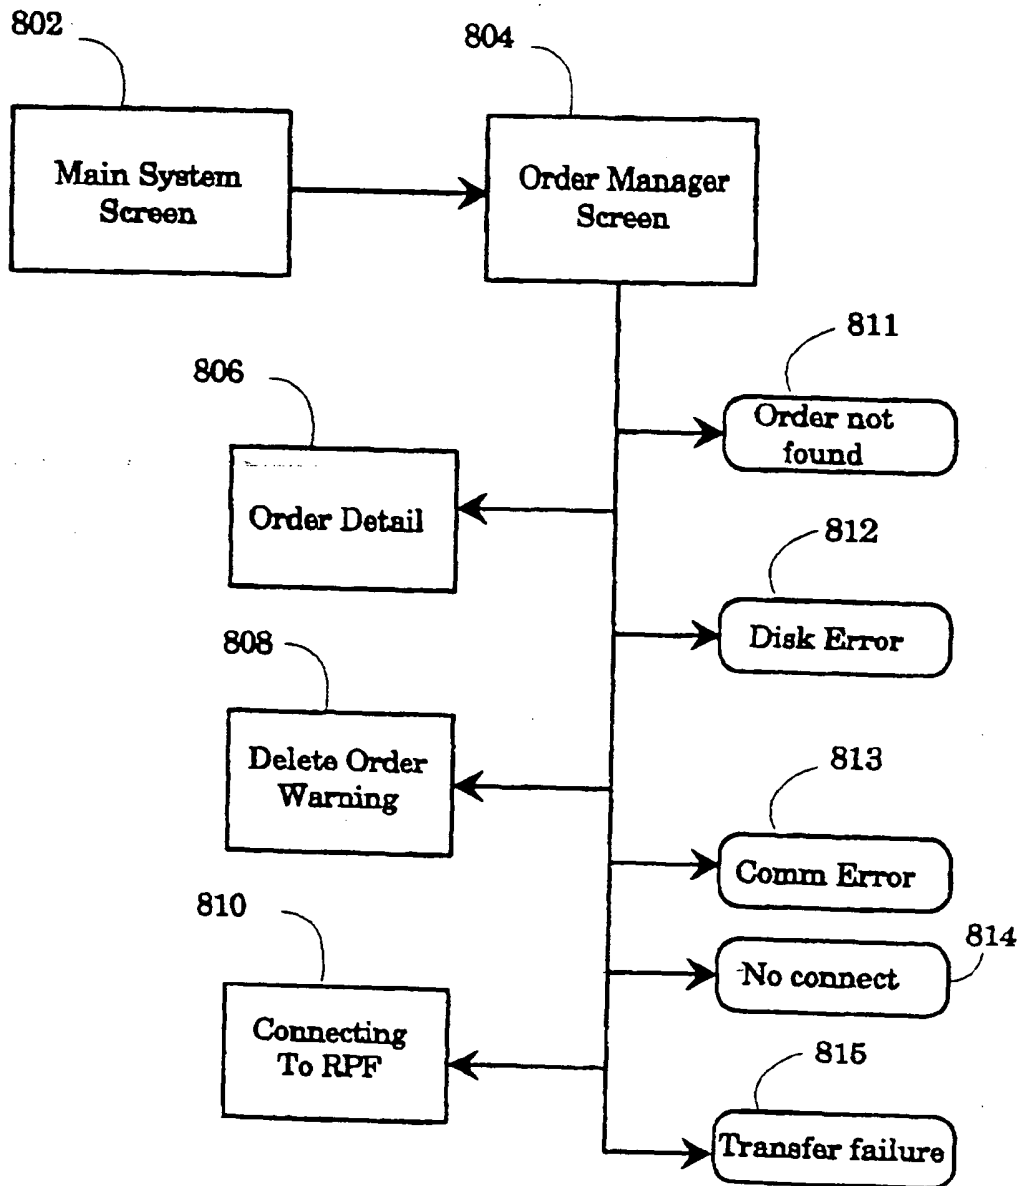 802
804
Main System
Screen
Order Manager
Screen
811
Order not
found
806
Order Detail
812
Disk Error
808
Delete Order
Warning
813
Comm Error
810
814
No connect
Connecting
To RPF
815
Transfer failure